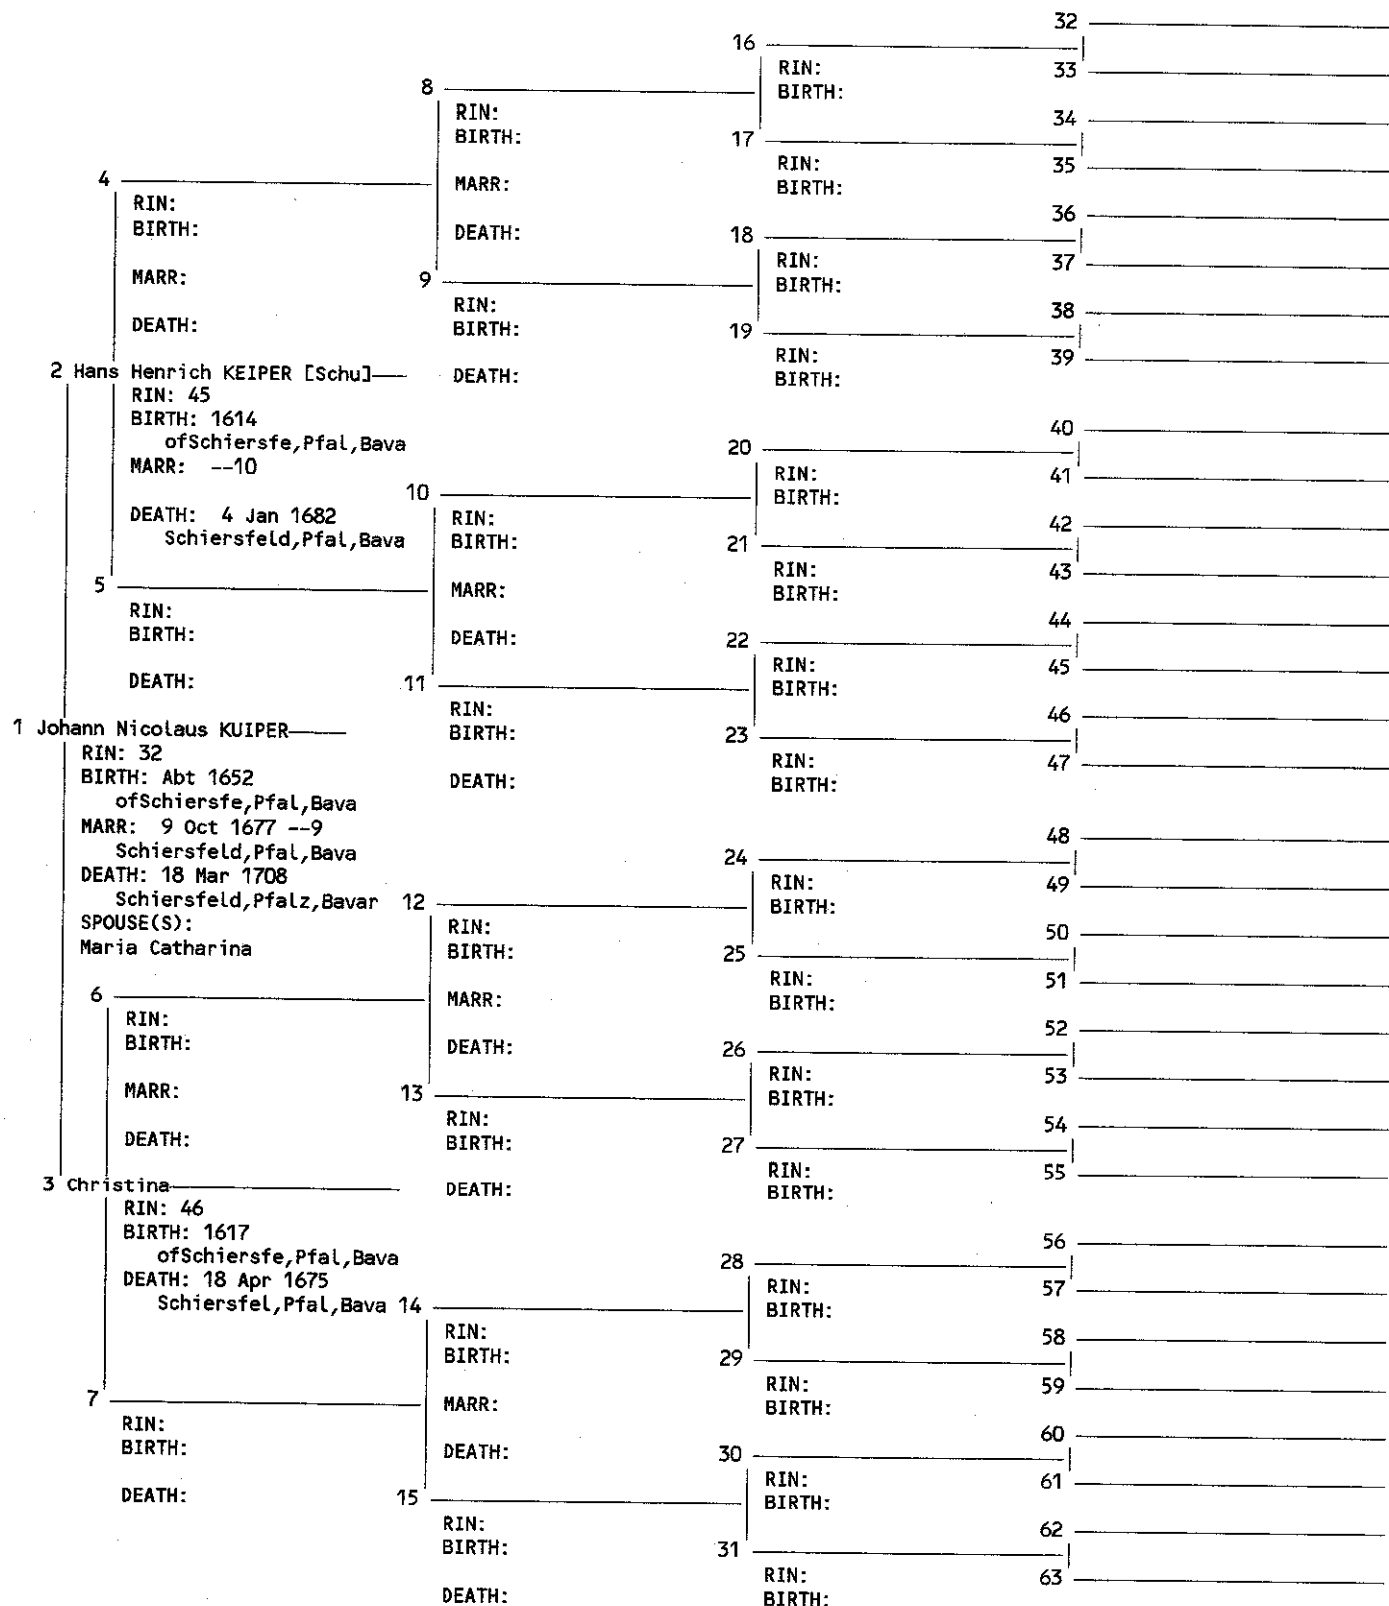 32
16
RIN:
33
BIRTH:
8
RIN:
34
BIRTH:
17
RIN:
35
4
MARR:
BIRTH:
RIN:
36
BIRTH:
DEATH:
18
RIN:
37
MARR:
9
BIRTH:
RIN:
38
DEATH:
BIRTH:
19
RIN:
39
2 Hans Henrich KEIPER [Schu]
DEATH:
BIRTH:
RIN: 45
BIRTH: 1614
ofSchiersfe,Pfal,Bava
40
MARR: --10
20
RIN:
41
10
BIRTH:
DEATH: 4 Jan 1682
RIN:
42
Schiersfeld,Pfal,Bava
BIRTH:
21
RIN:
43
5
MARR:
BIRTH:
RIN:
44
BIRTH:
DEATH:
22
RIN:
45
DEATH:
11
BIRTH:
RIN:
46
1 Johann Nicolaus KUIPER
BIRTH:
23
RIN: 32
RIN:
47
BIRTH: Abt 1652
DEATH:
BIRTH:
ofSchiersfe,Pfal,Bava
MARR: 9 Oct 1677 --9
48
Schiersfeld,Pfal,Bava
24
DEATH: 18 Mar 1708
RIN:
49
Schiersfeld,Pfalz,Bavar
12
BIRTH:
SPOUSE(S):
RIN:
50
Maria Catharina
BIRTH:
25
RIN:
51
6
MARR:
BIRTH:
RIN:
52
BIRTH:
DEATH:
26
RIN:
53
MARR:
13
BIRTH:
RIN:
54
DEATH:
BIRTH:
27
RIN:
55
3 Christina
DEATH:
BIRTH:
RIN: 46
BIRTH: 1617
56
ofSchiersfe,Pfal,Bava
28
DEATH: 18 Apr 1675
RIN:
57
Schiersfel,Pfal,Bava
14
BIRTH:
RIN:
58
BIRTH:
29
RIN:
59
7
MARR:
BIRTH:
RIN:
60
BIRTH:
DEATH:
30
RIN:
61
DEATH:
15
BIRTH:
RIN:
62
BIRTH:
31
RIN:
63
DEATH:
BIRTH: